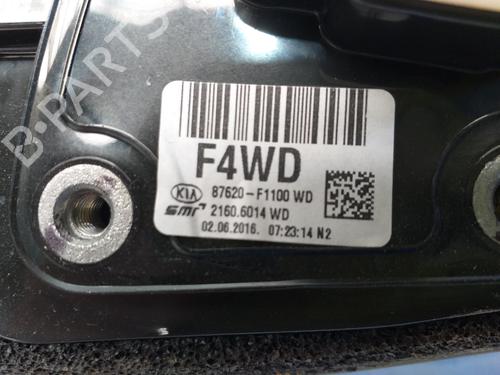 B-PARTS
F4WD
KIA 87620-F1100 WD
SMR 2160.6014 WD
02.06.2016. 07:23:14 N2